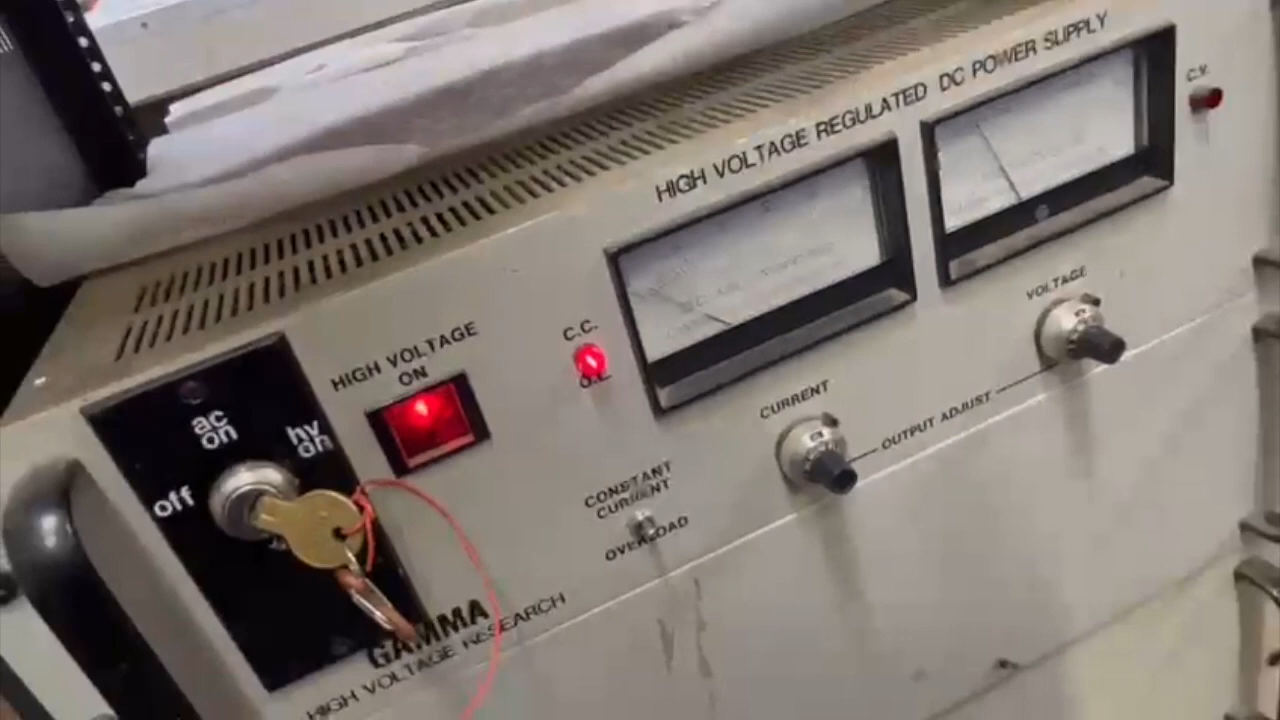 HIGH VOLTAGE REGULATED DC POWER SUPPLY
C.V.
HIGH VOLTAGE
ON
C.C.
O.L
VOLTAGE
CURRENT
OUTPUT ADJUST
ac
on
hv
on
off
CONSTANT
CURRENT
OVERLOAD
GAMMA
HIGH VOLTAGE RESEARCH